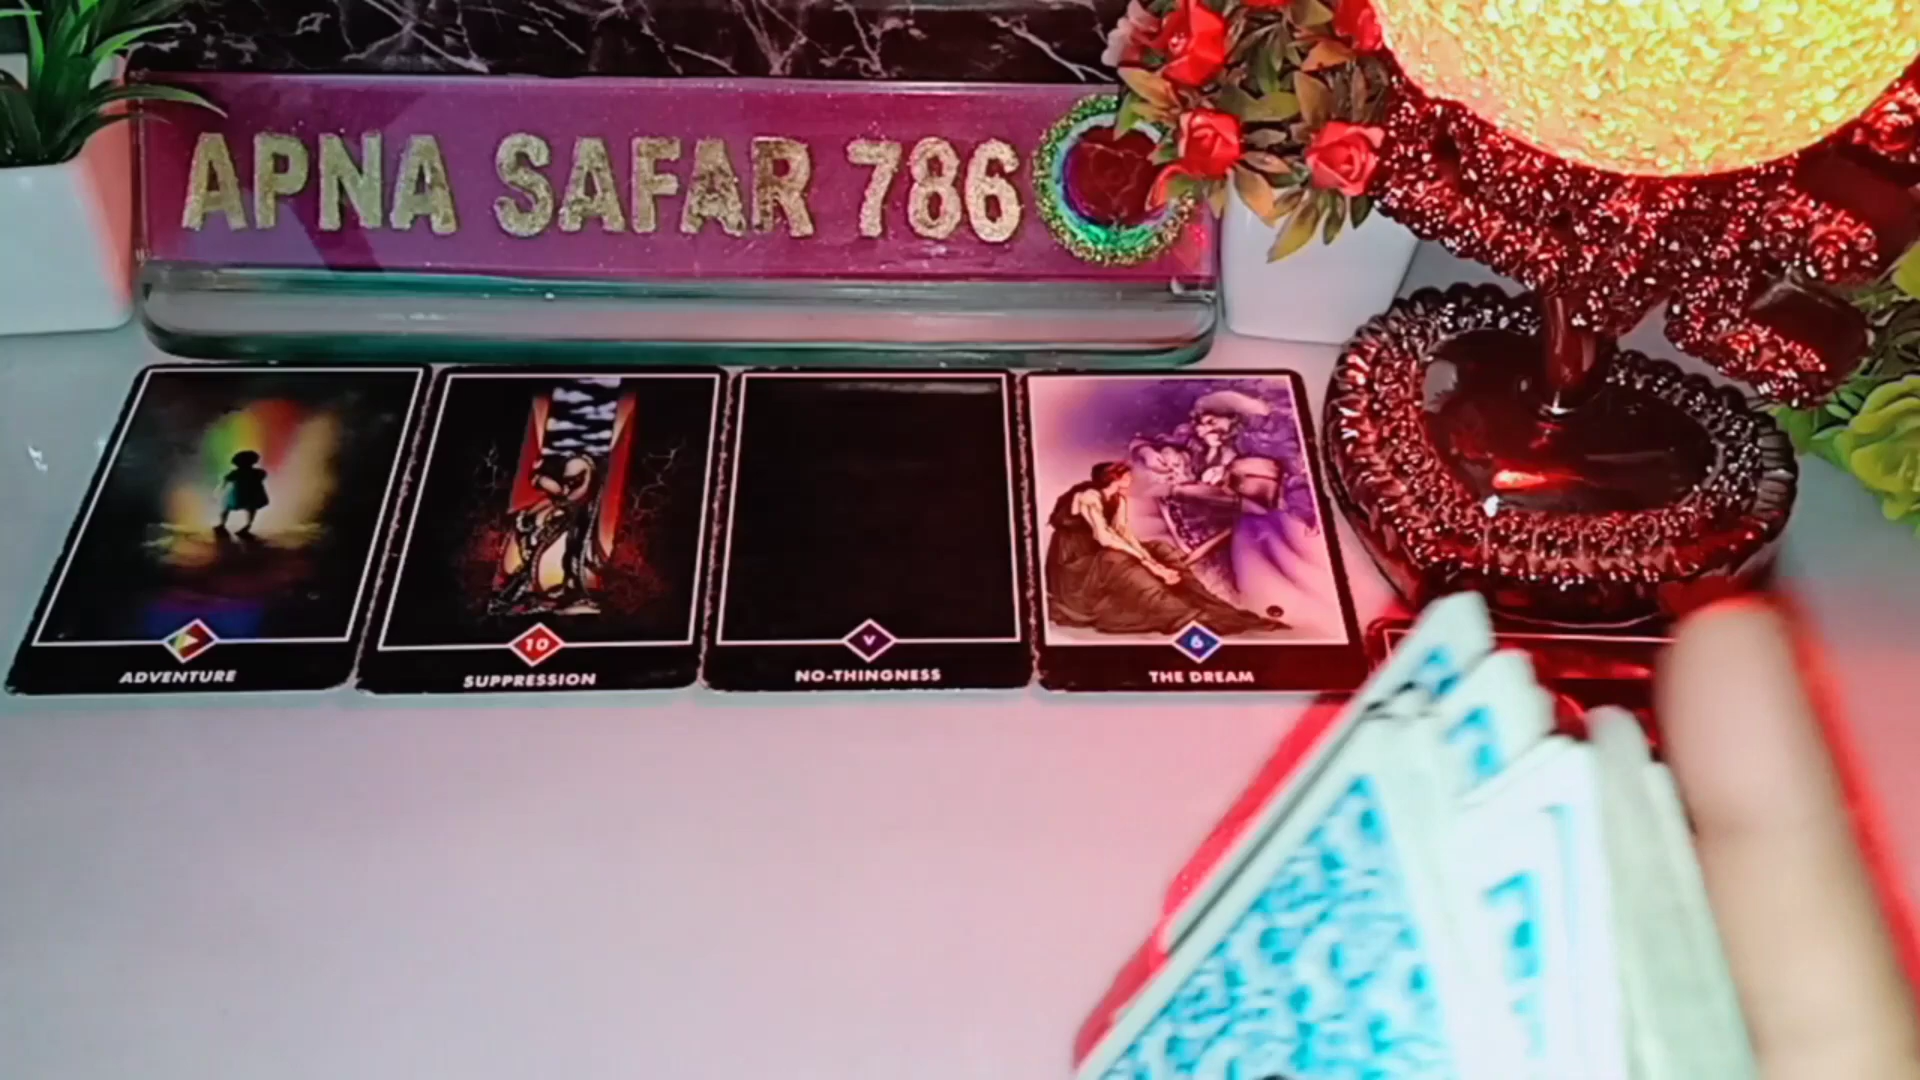 APNA SAFAR 786
ADVENTURE
10
SUPPRESSION
V
NO-THINGNESS
6
THE DREAM